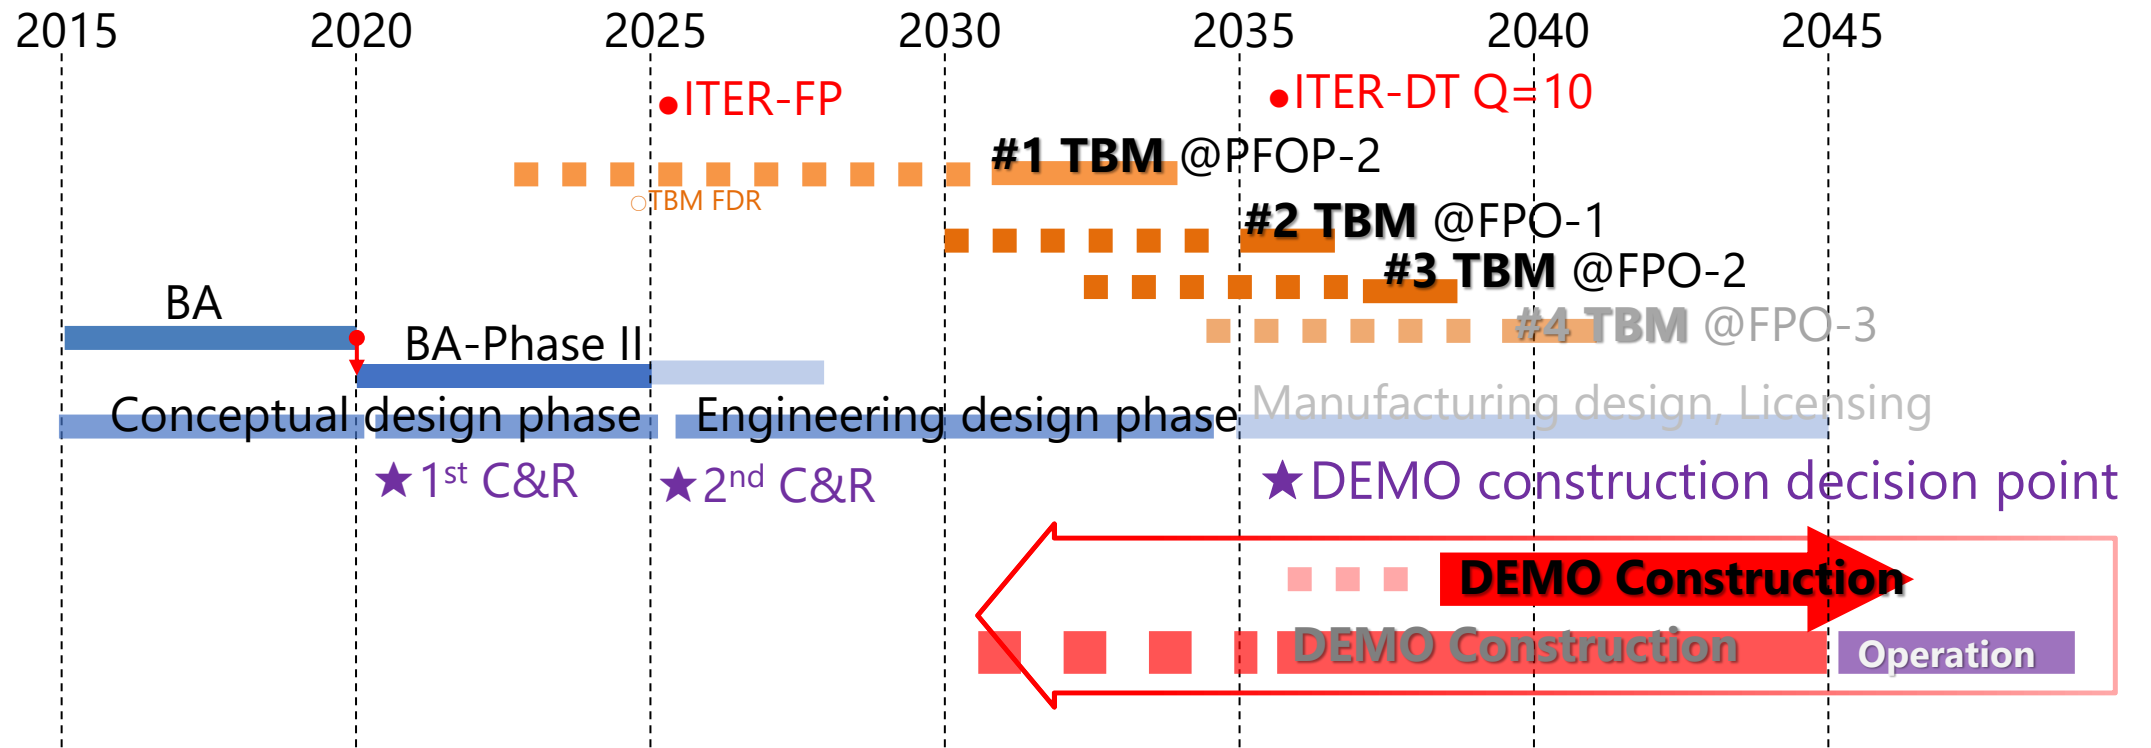 2015 2020 2025 2030 2035 2040 2045
●ITER-FP
●ITER-DT Q=10
#1 TBM @PFOP-2
○TBM FDR
#2 TBM @FPO-1
#3 TBM @FPO-2
#4 TBM @FPO-3
BA
BA-Phase II
Conceptual design phase
Engineering design phase
Manufacturing design, Licensing
★1st C&R
★2nd C&R
★DEMO construction decision point
DEMO Construction
DEMO Construction
Operation